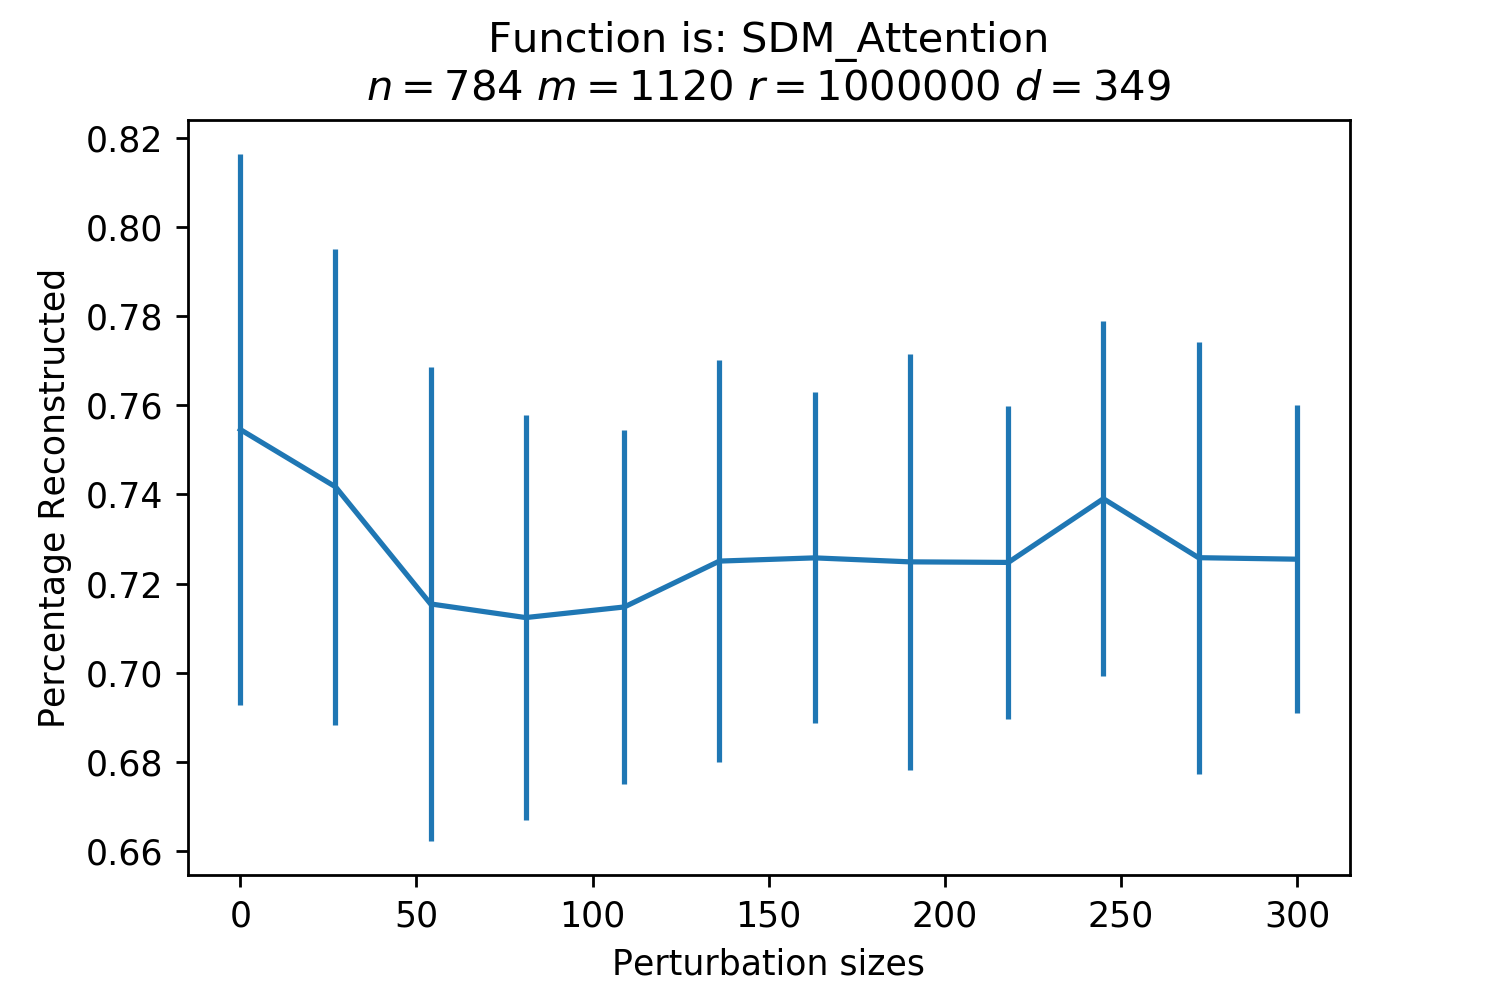 Function is: SDM_Attention
n = 784 m = 1120 r = 1000000 d = 349
Percentage Reconstructed
0.82
0.80
0.78
0.76
0.74
0.72
0.70
0.68
0.66
0 50 100 150 200 250 300
Perturbation sizes